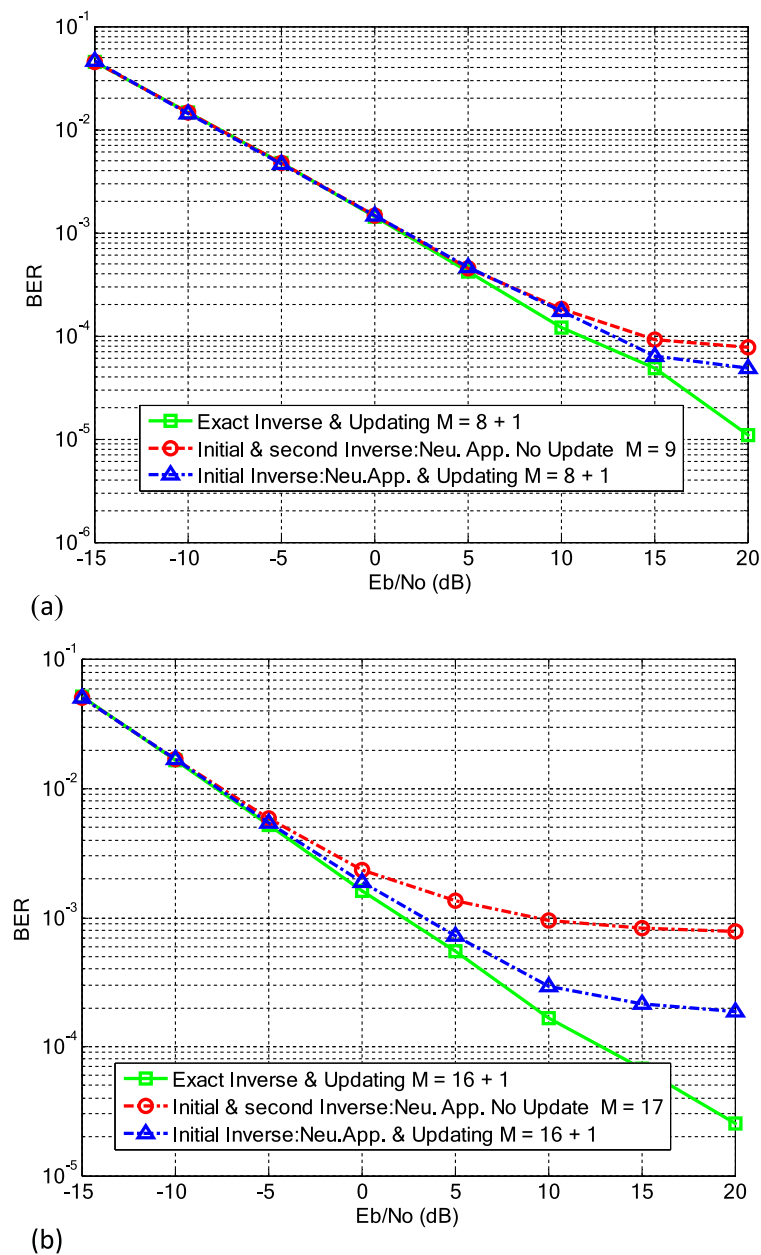 10^-1
10^-2
10^-3
10^-4
10^-5
10^-6
BER
-15 -10 -5 0 5 10 15 20
Eb/No (dB)
Exact Inverse & Updating M = 8 + 1
Initial & second Inverse:Neu. App. No Update M = 9
Initial Inverse:Neu.App. & Updating M = 8 + 1
(a)
10^-1
10^-2
10^-3
10^-4
10^-5
BER
-15 -10 -5 0 5 10 15 20
Eb/No (dB)
Exact Inverse & Updating M = 16 + 1
Initial & second Inverse:Neu. App. No Update M = 17
Initial Inverse:Neu.App. & Updating M = 16 + 1
(b)